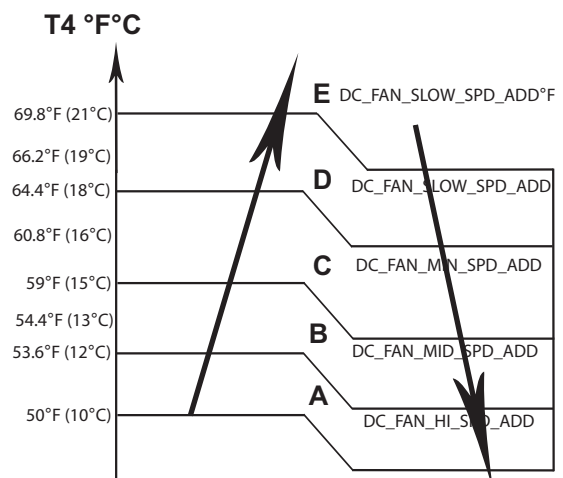 T4 °F°C
E DC_FAN_SLOW_SPD_ADD°F
69.8°F (21°C)
66.2°F (19°C)
D DC_FAN_SLOW_SPD_ADD
64.4°F (18°C)
60.8°F (16°C)
C DC_FAN_MIN_SPD_ADD
59°F (15°C)
54.4°F (13°C)
B DC_FAN_MID_SPD_ADD
53.6°F (12°C)
A DC_FAN_HI_SPD_ADD
50°F (10°C)